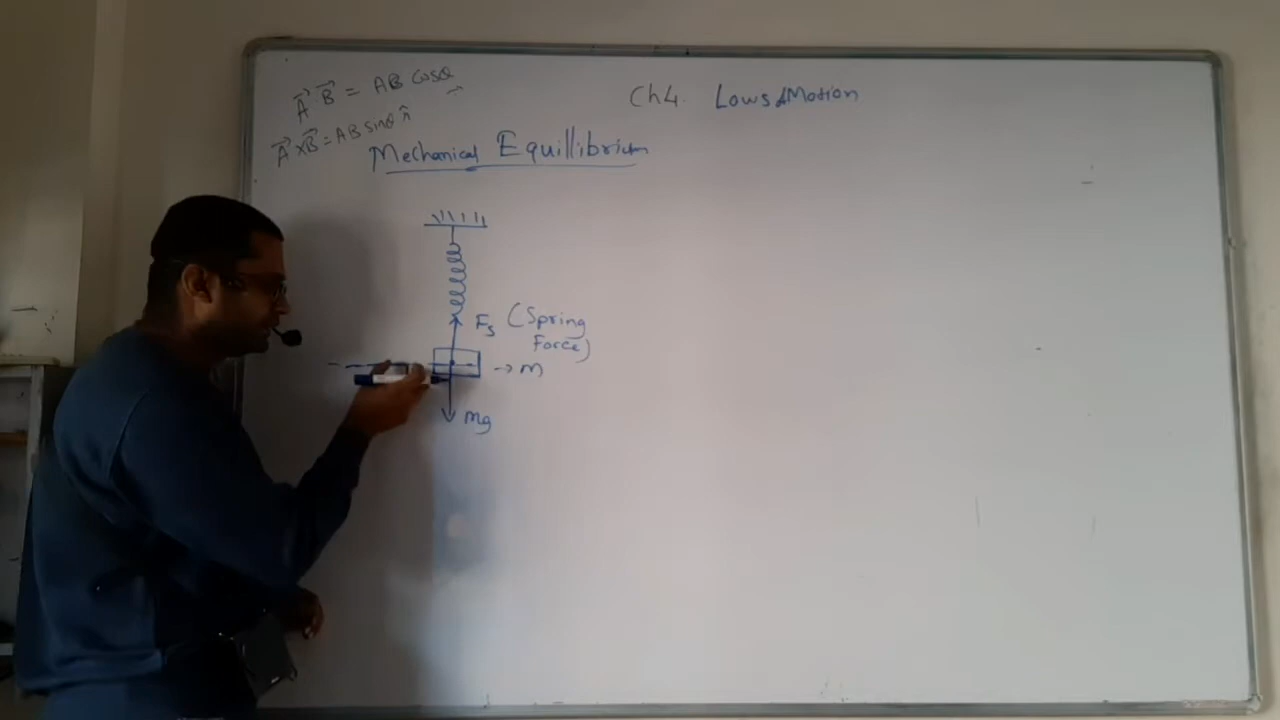 A⃗ . B⃗ = AB cosθ
A⃗ × B⃗ = AB sinθ n̂
Ch4. Laws of Motion
Mechanical Equillibrium
Fs (Spring
Force)
→ m
mg